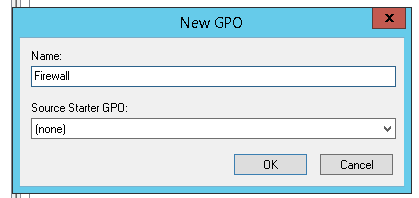 New GPO
x
Name:
Firewall
Source Starter GPO:
(none)
OK
Cancel